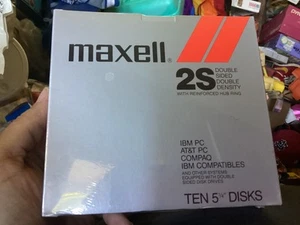 maxell®
2S DOUBLE
SIDED
DOUBLE
DENSITY
WITH REINFORCED HUB RING
IBM PC
AT&T PC
COMPAQ
IBM COMPATIBLES
AND OTHER SYSTEMS
EQUIPPED WITH DOUBLE
SIDED DISK DRIVES
TEN 5¼" DISKS